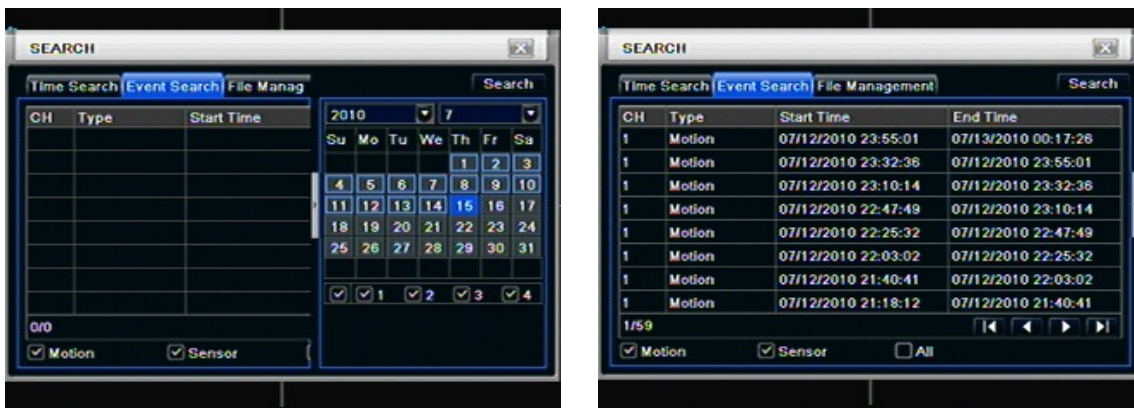 SEARCH
Time Search Event Search File Manag Search
CH Type Start Time
2010 7
Su Mo Tu We Th Fr Sa
1 2 3
4 5 6 7 8 9 10
11 12 13 14 15 16 17
18 19 20 21 22 23 24
25 26 27 28 29 30 31
1 2 3 4
0/0
Motion Sensor
SEARCH
Time Search Event Search File Management Search
CH Type Start Time End Time
1 Motion 07/12/2010 23:55:01 07/13/2010 00:17:26
1 Motion 07/12/2010 23:32:36 07/12/2010 23:55:01
1 Motion 07/12/2010 23:10:14 07/12/2010 23:32:36
1 Motion 07/12/2010 22:47:49 07/12/2010 23:10:14
1 Motion 07/12/2010 22:25:32 07/12/2010 22:47:49
1 Motion 07/12/2010 22:03:02 07/12/2010 22:25:32
1 Motion 07/12/2010 21:40:41 07/12/2010 22:03:02
1 Motion 07/12/2010 21:18:12 07/12/2010 21:40:41
1/59
Motion Sensor All